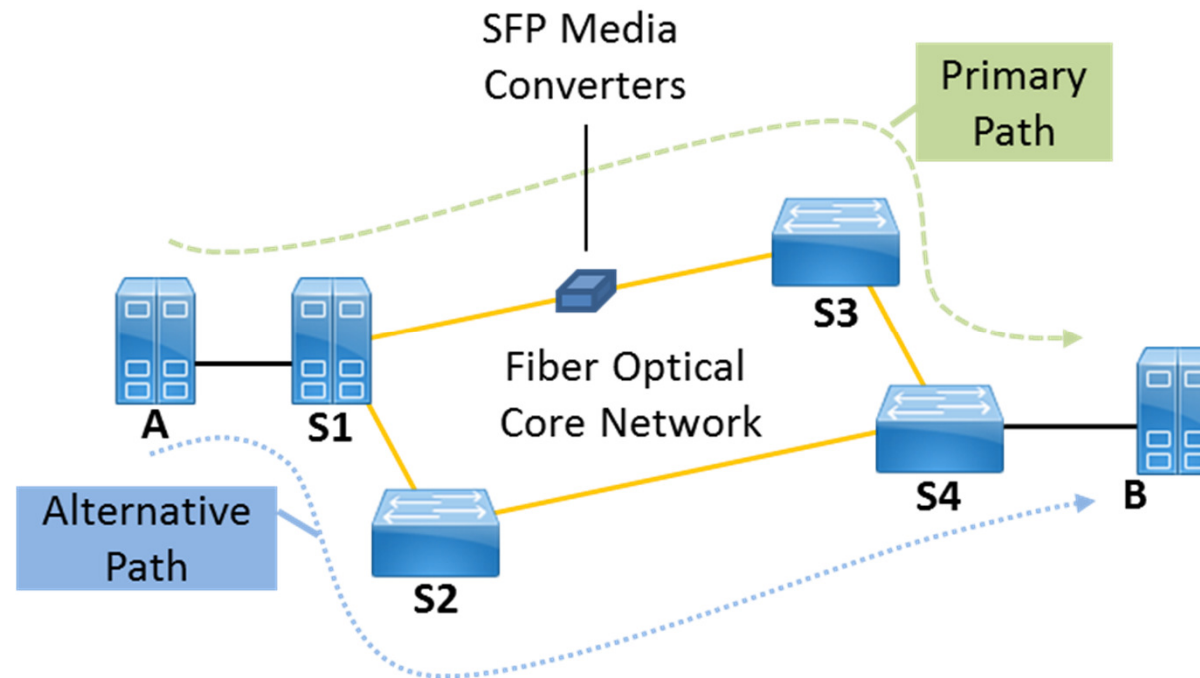 SFP Media
Converters
Primary
Path
S3
A
S1
Fiber Optical
Core Network
Alternative
Path
S2
S4
B